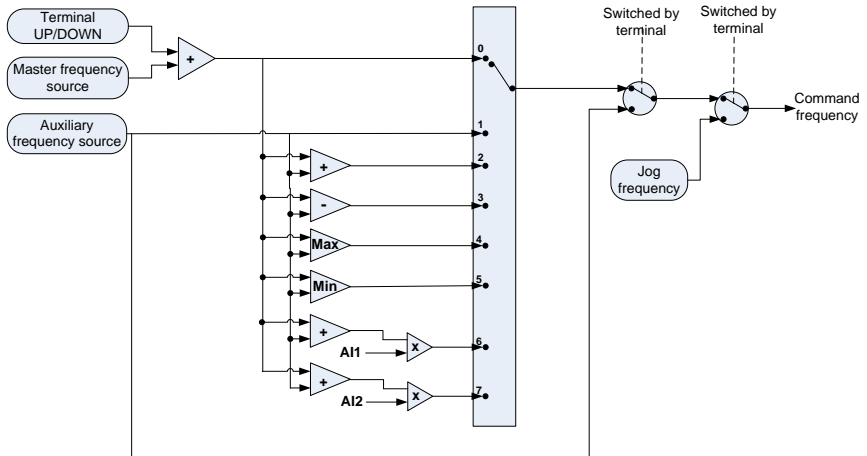 Terminal
UP/DOWN
Master frequency
source
Auxiliary
frequency source
+
0
1
+
2
-
3
Max
4
Min
5
+
AI1
x
6
+
AI2
x
7
Switched by
terminal
Switched by
terminal
Command
frequency
Jog
frequency